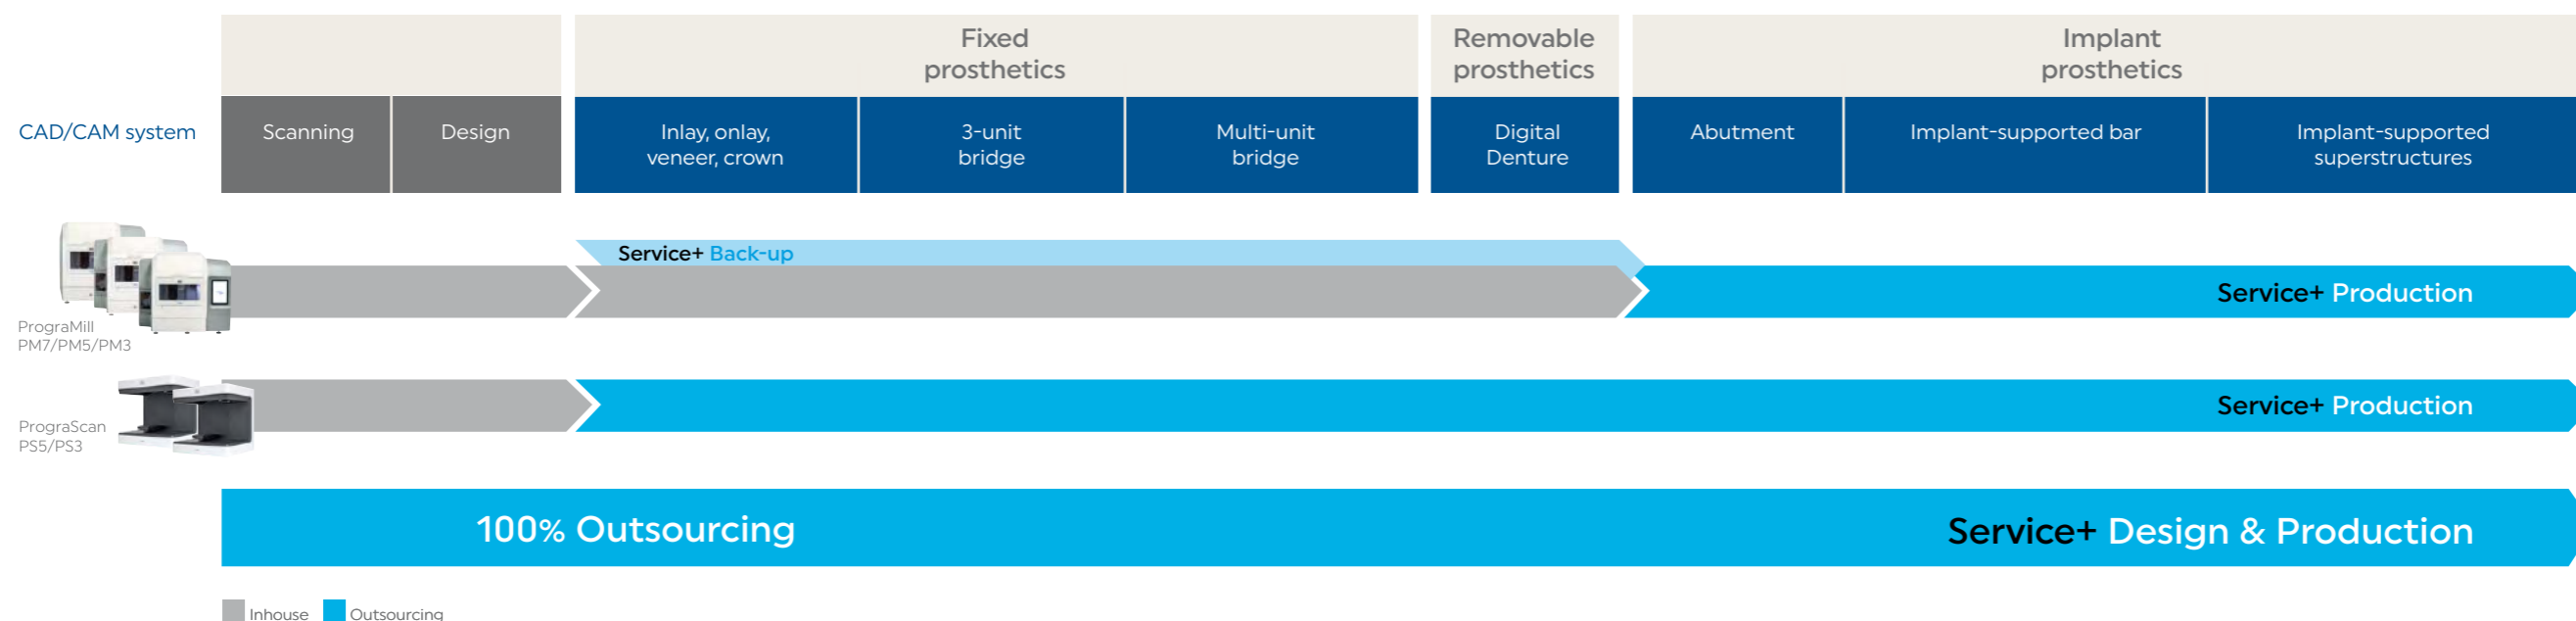 Fixed
prosthetics
Removable
prosthetics
Implant
prosthetics
CAD/CAM system
Scanning
Design
Inlay, onlay,
veneer, crown
3-unit
bridge
Multi-unit
bridge
Digital
Denture
Abutment
Implant-supported bar
Implant-supported
superstructures
Service+ Back-up
Service+ Production
PrograMill
PM7/PM5/PM3
Service+ Production
PrograScan
PS5/PS3
100% Outsourcing
Service+ Design & Production
Inhouse
Outsourcing